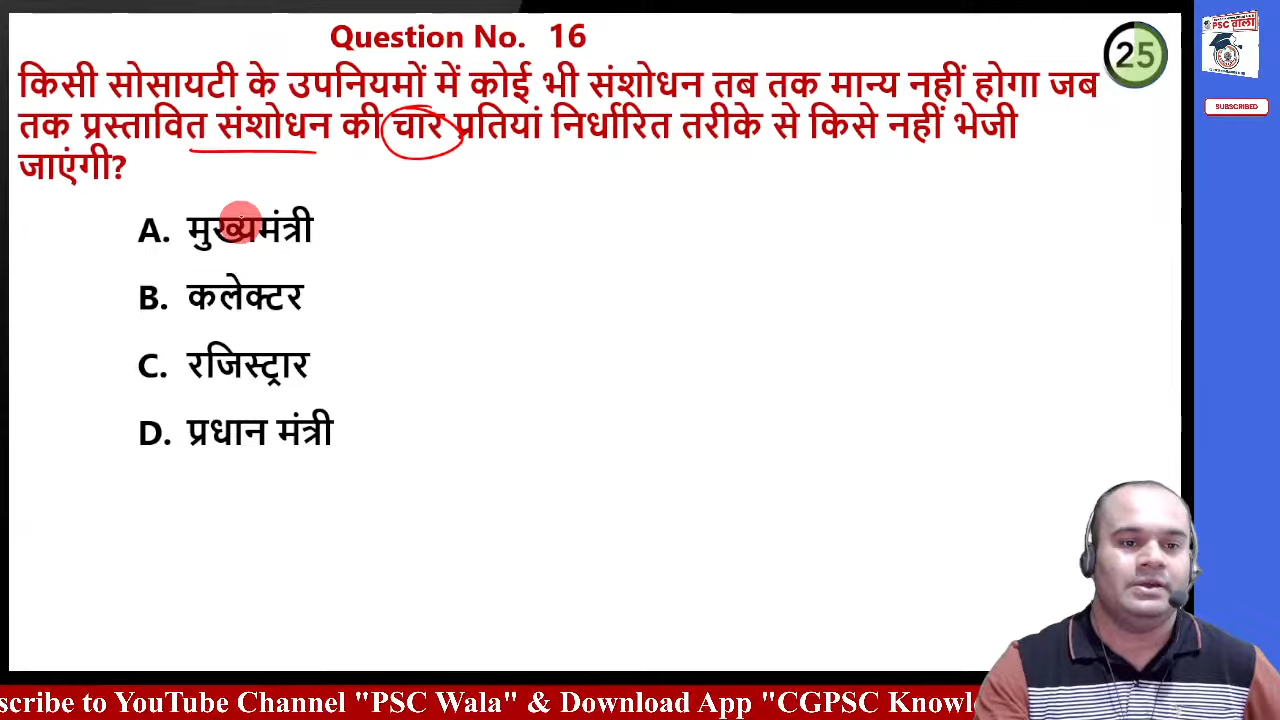 Question No. 16
25
PSC वाला
SUBSCRIBED
किसी सोसायटी के उपनियमों में कोई भी संशोधन तब तक मान्य नहीं होगा जब
तक प्रस्तावित संशोधन की चार प्रतियां निर्धारित तरीके से किसे नहीं भेजी
जाएंगी?
A. मुख्यमंत्री
B. कलेक्टर
C. रजिस्ट्रार
D. प्रधान मंत्री
scribe to YouTube Channel "PSC Wala" & Download App "CGPSC Knowl